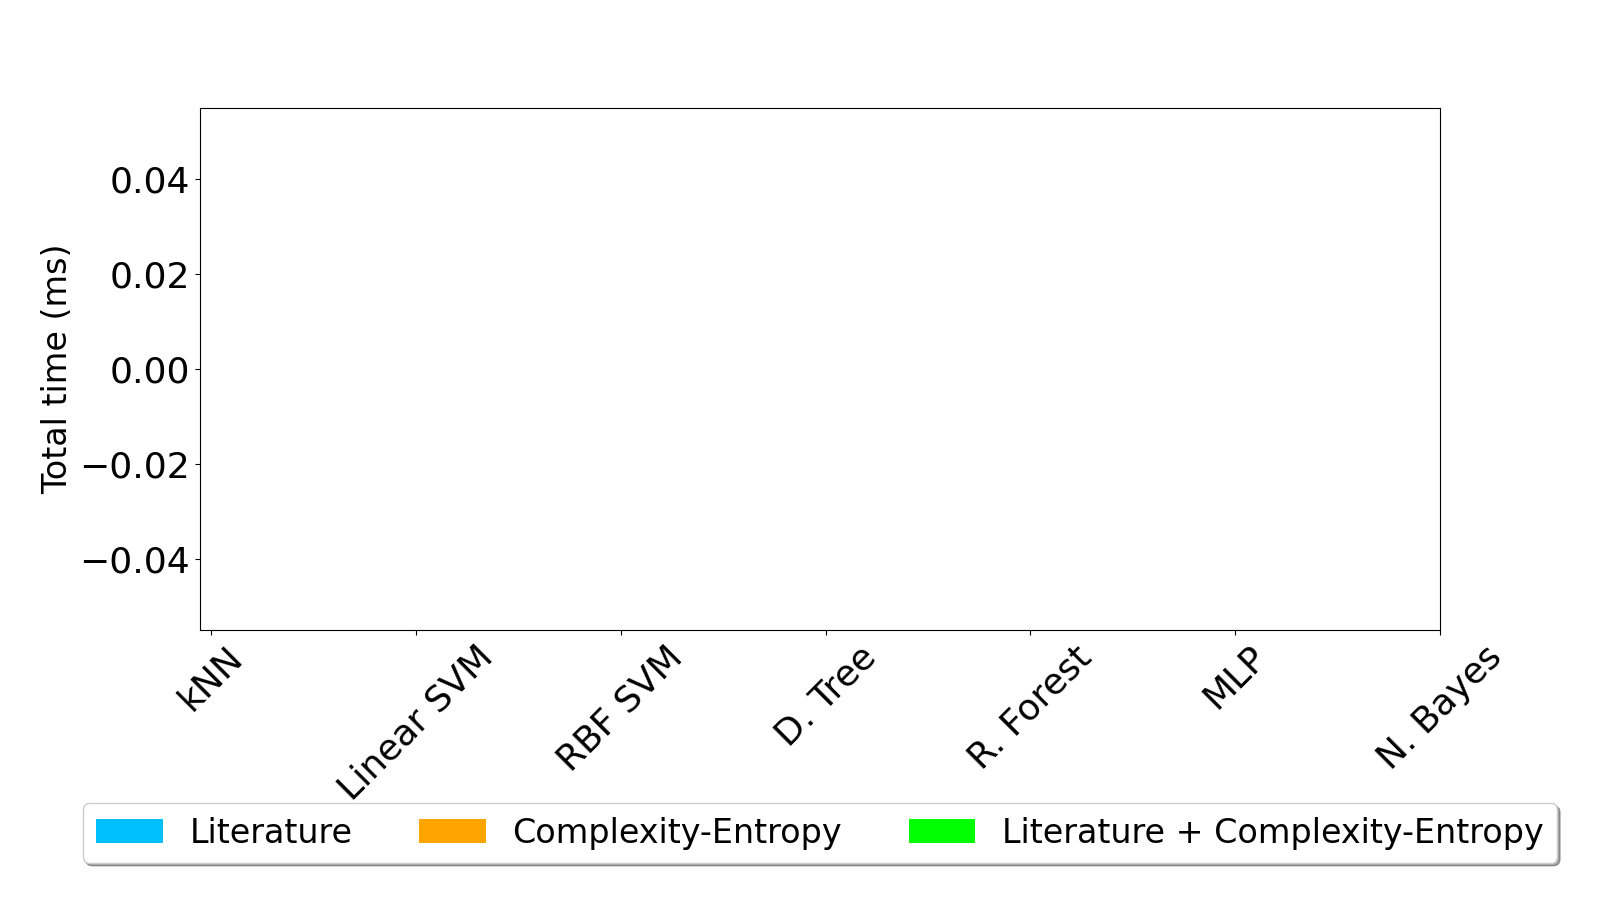 Total time (ms)
0.04
0.02
0.00
−0.02
−0.04
kNN
Linear SVM
RBF SVM
D. Tree
R. Forest
MLP
N. Bayes
Literature
Complexity-Entropy
Literature + Complexity-Entropy